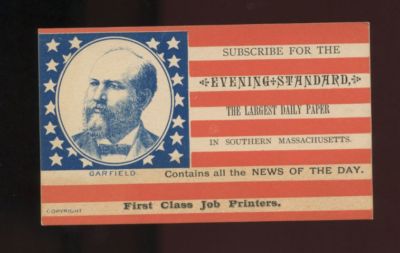 SUBSCRIBE FOR THE
EVENING STANDARD,
THE LARGEST DAILY PAPER
IN SOUTHERN MASSACHUSETTS.
GARFIELD
Contains all the NEWS OF THE DAY.
First Class Job Printers.
COPYRIGHT